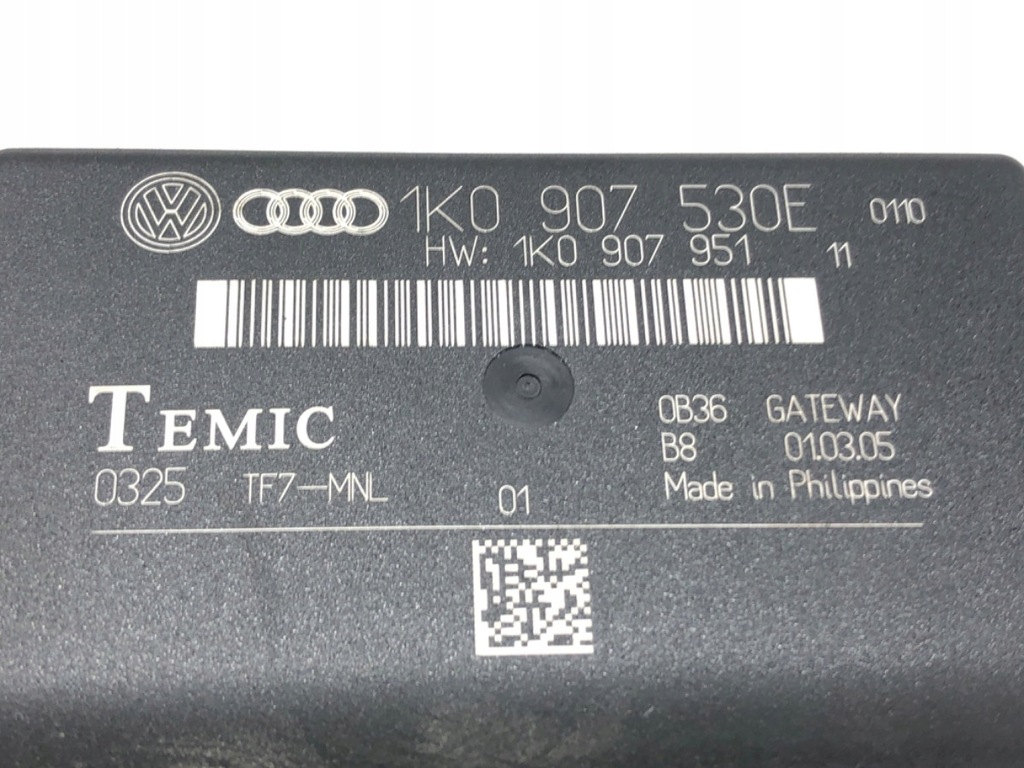 1K0 907 530E 0110
HW: 1K0 907 951 11
TEMIC
0325 TF7-MNL 01
0B36 GATEWAY
B8 01.03.05
Made in Philippines